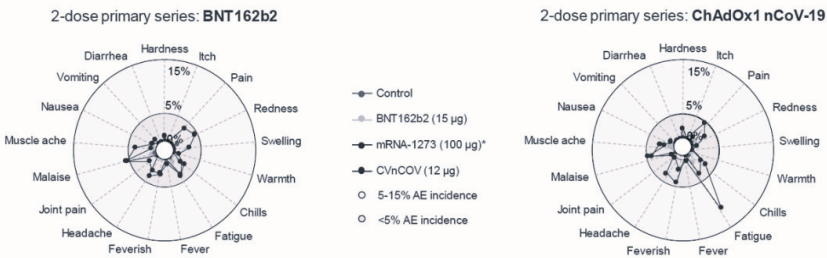 2-dose primary series: BNT162b2
2-dose primary series: ChAdOx1 nCoV-19
Hardness
Itch
Pain
Redness
Swelling
Warmth
Chills
Fatigue
Fever
Feverish
Headache
Joint pain
Malaise
Muscle ache
Nausea
Vomiting
Diarrhea
15%
5%
Control
BNT162b2 (15 µg)
mRNA-1273 (100 µg)*
CVnCOV (12 µg)
5-15% AE incidence
<5% AE incidence
Hardness
Itch
Pain
Redness
Swelling
Warmth
Chills
Fatigue
Fever
Feverish
Headache
Joint pain
Malaise
Muscle ache
Nausea
Vomiting
Diarrhea
15%
5%